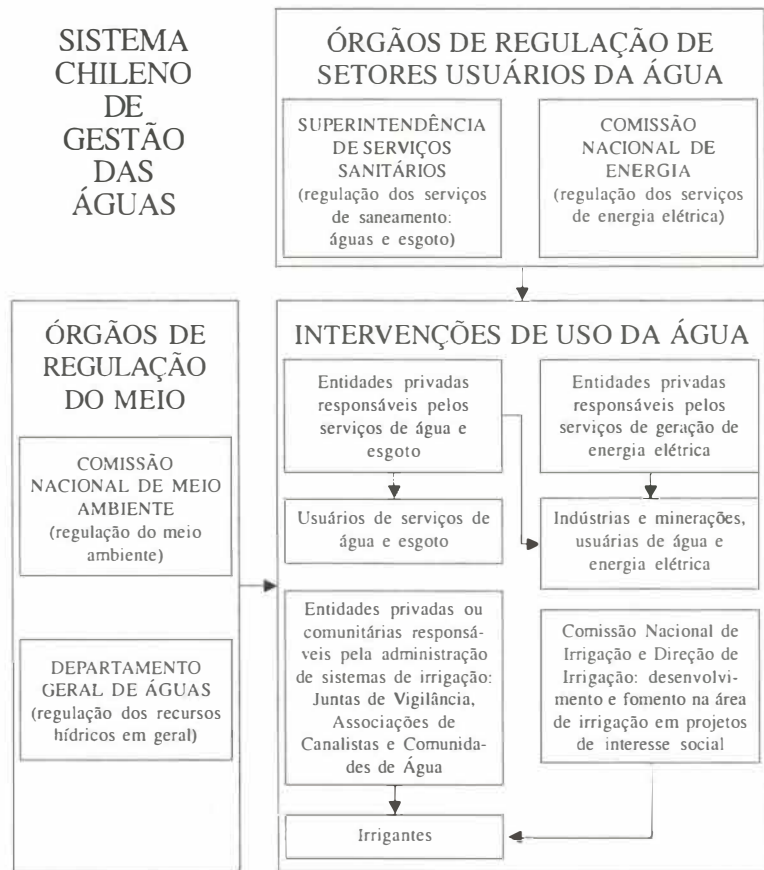 SISTEMA
CHILENO
DE
GESTÃO
DAS
ÁGUAS
ÓRGÃOS DE REGULAÇÃO DE
SETORES USUÁRIOS DA ÁGUA
SUPERINTENDÊNCIA
DE SERVIÇOS
SANITÁRIOS
(regulação dos serviços
de saneamento:
águas e esgoto)
COMISSÃO
NACIONAL DE
ENERGIA
(regulação dos serviços
de energia elétrica)
ÓRGÃOS DE
REGULAÇÃO
DO MEIO
COMISSÃO
NACIONAL DE MEIO
AMBIENTE
(regulação do meio
ambiente)
DEPARTAMENTO
GERAL DE ÁGUAS
(regulação dos recursos
hídricos em geral)
INTERVENÇÕES DE USO DA ÁGUA
Entidades privadas
responsáveis pelos
serviços de água e
esgoto
Entidades privadas
responsáveis pelos
serviços de geração de
energia elétrica
Usuários de serviços de
água e esgoto
Indústrias e minerações,
usuárias de água e
energia elétrica
Entidades privadas ou
comunitárias responsá-
veis pela administração
de sistemas de irrigação:
Juntas de Vigilância,
Associações de
Canalistas e Comunida-
des de Água
Comissão Nacional de
Irrigação e Direção de
Irrigação: desenvolvi-
mento e fomento na área
de irrigação em projetos
de interesse social
Irrigantes